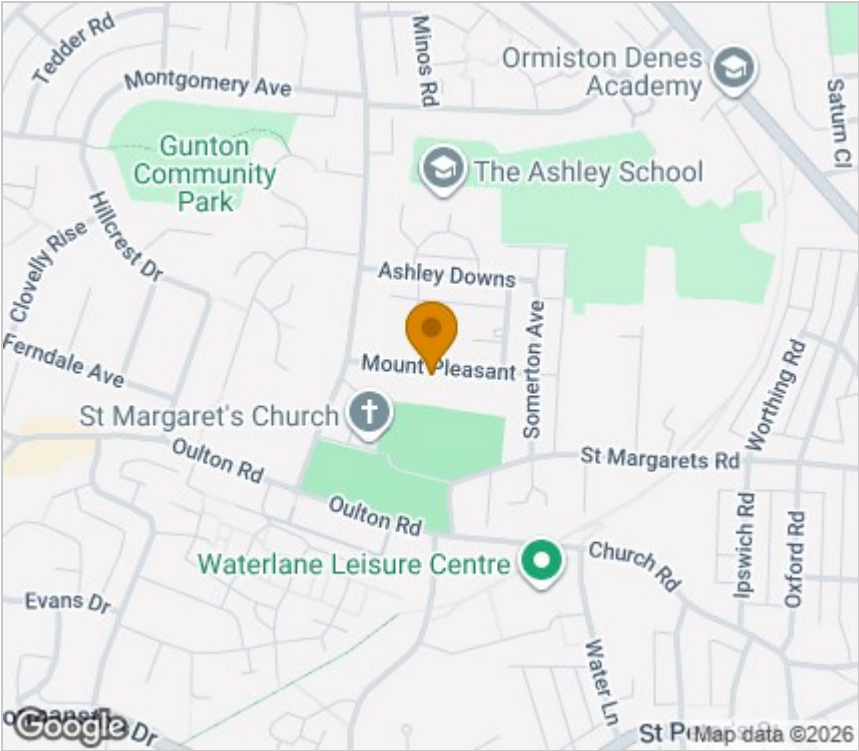 Tedder Rd
Minos Rd
Ormiston Denes
Academy
Montgomery Ave
Saturn Cl
Gunton
Community
Park
The Ashley School
Hillcrest Dr
Clovelly Rise
Ashley Downs
Somerton Ave
Ferndale Ave
Mount Pleasant
Worthing Rd
St Margaret's Church
Oulton Rd
St Margarets Rd
Oulton Rd
Ipswich Rd
Oxford Rd
Waterlane Leisure Centre
Church Rd
Evans Dr
Water Ln
Dr
St
Google
Map data ©2026